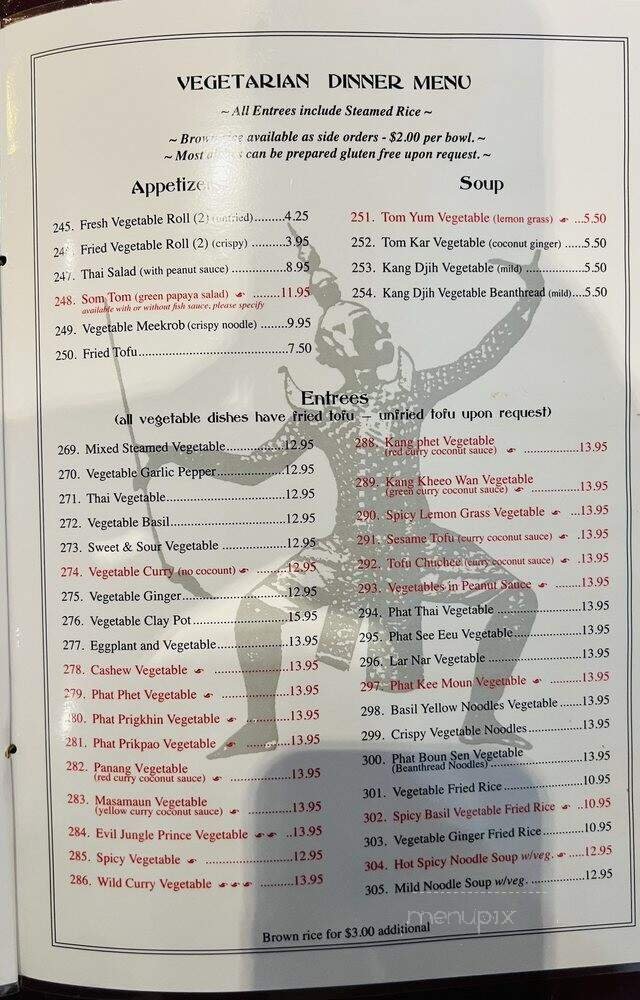 VEGETARIAN DINNER MENU
~ All Entrees include Steamed Rice ~
~ Brown available as side orders - $2.00 per bowl. ~
~ Most can be prepared gluten free upon request. ~
Appetize
245. Fresh Vegetable Roll (2) (unfried).........4.25
Fried Vegetable Roll (2) (crispy) ...........3.95
247. Thai Salad (with peanut sauce) ...............8.95
248. Som Tom (green papaya salad) ........11.95
available with or without fish sauce, please specify
249. Vegetable Meekrob (crispy noodle) ........9.95
250. Fried Tofu.............................................7.50
Soup
251. Tom Yum Vegetable (lemon grass) ...5.50
252. Tom Kar Vegetable (coconut ginger) .....5.50
253. Kang Djih Vegetable (mild) .................5.50
254. Kang Djih Vegetable Beanthread (mild)....5.50
Entrees
(all vegetable dishes have fried tofu – unfried tofu upon request)
269. Mixed Steamed Vegetable..................12.95
270. Vegetable Garlic Pepper.....................12.95
271. Thai Vegetable....................................12.95
272. Vegetable Basil...................................12.95
273. Sweet & Sour Vegetable ...................12.95
274. Vegetable Curry (no cocount) .........12.95
275. Vegetable Ginger................................12.95
276. Vegetable Clay Pot.............................15.95
277. Eggplant and Vegetable.....................13.95
278. Cashew Vegetable ......................13.95
279. Phat Phet Vegetable .....................13.95
280. Phat Prigkhin Vegetable .............13.95
281. Phat Prikpao Vegetable ...............13.95
282. Panang Vegetable
(red curry coconut sauce) ....................13.95
283. Masamaun Vegetable
(yellow curry coconut sauce) ...............13.95
284. Evil Jungle Prince Vegetable ..13.95
285. Spicy Vegetable ..........................12.95
286. Wild Curry Vegetable ...........13.95
288. Kang phet Vegetable
(red curry coconut sauce) ....................13.95
289. Kang Kheeo Wan Vegetable
(green curry coconut sauce) .................13.95
290. Spicy Lemon Grass Vegetable ...13.95
291. Sesame Tofu (curry coconut sauce) .13.95
292. Tofu Chuchee (curry coconut sauce) .13.95
293. Vegetables in Peanut Sauce .........13.95
294. Phat Thai Vegetable ...........................13.95
295. Phat See Eeu Vegetable......................13.95
296. Lar Nar Vegetable ..............................13.95
297. Phat Kee Moun Vegetable ...........13.95
298. Basil Yellow Noodles Vegetable ......13.95
299. Crispy Vegetable Noodles.................13.95
300. Phat Boun Sen Vegetable
(Beanthread Noodles) ............................13.95
301. Vegetable Fried Rice.........................10.95
302. Spicy Basil Vegetable Fried Rice ..10.95
303. Vegetable Ginger Fried Rice.............10.95
304. Hot Spicy Noodle Soup w/veg. .....12.95
305. Mild Noodle Soup w/veg. .................12.95
menupix
Brown rice for $3.00 additional